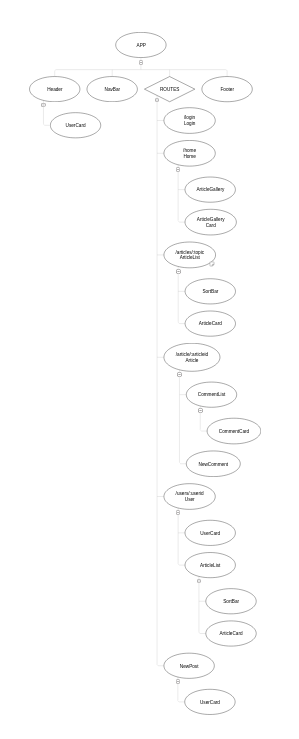 APP
Header
NavBar
ROUTES
Footer
UserCard
/login
Login
/home
Home
ArticleGallery
ArticleGallery
Card
/articles/:topic
ArticleList
SortBar
ArticleCard
/article/:articleid
Article
CommentList
CommentCard
NewComment
/users/:userid
User
UserCard
ArticleList
SortBar
ArticleCard
NewPost
UserCard